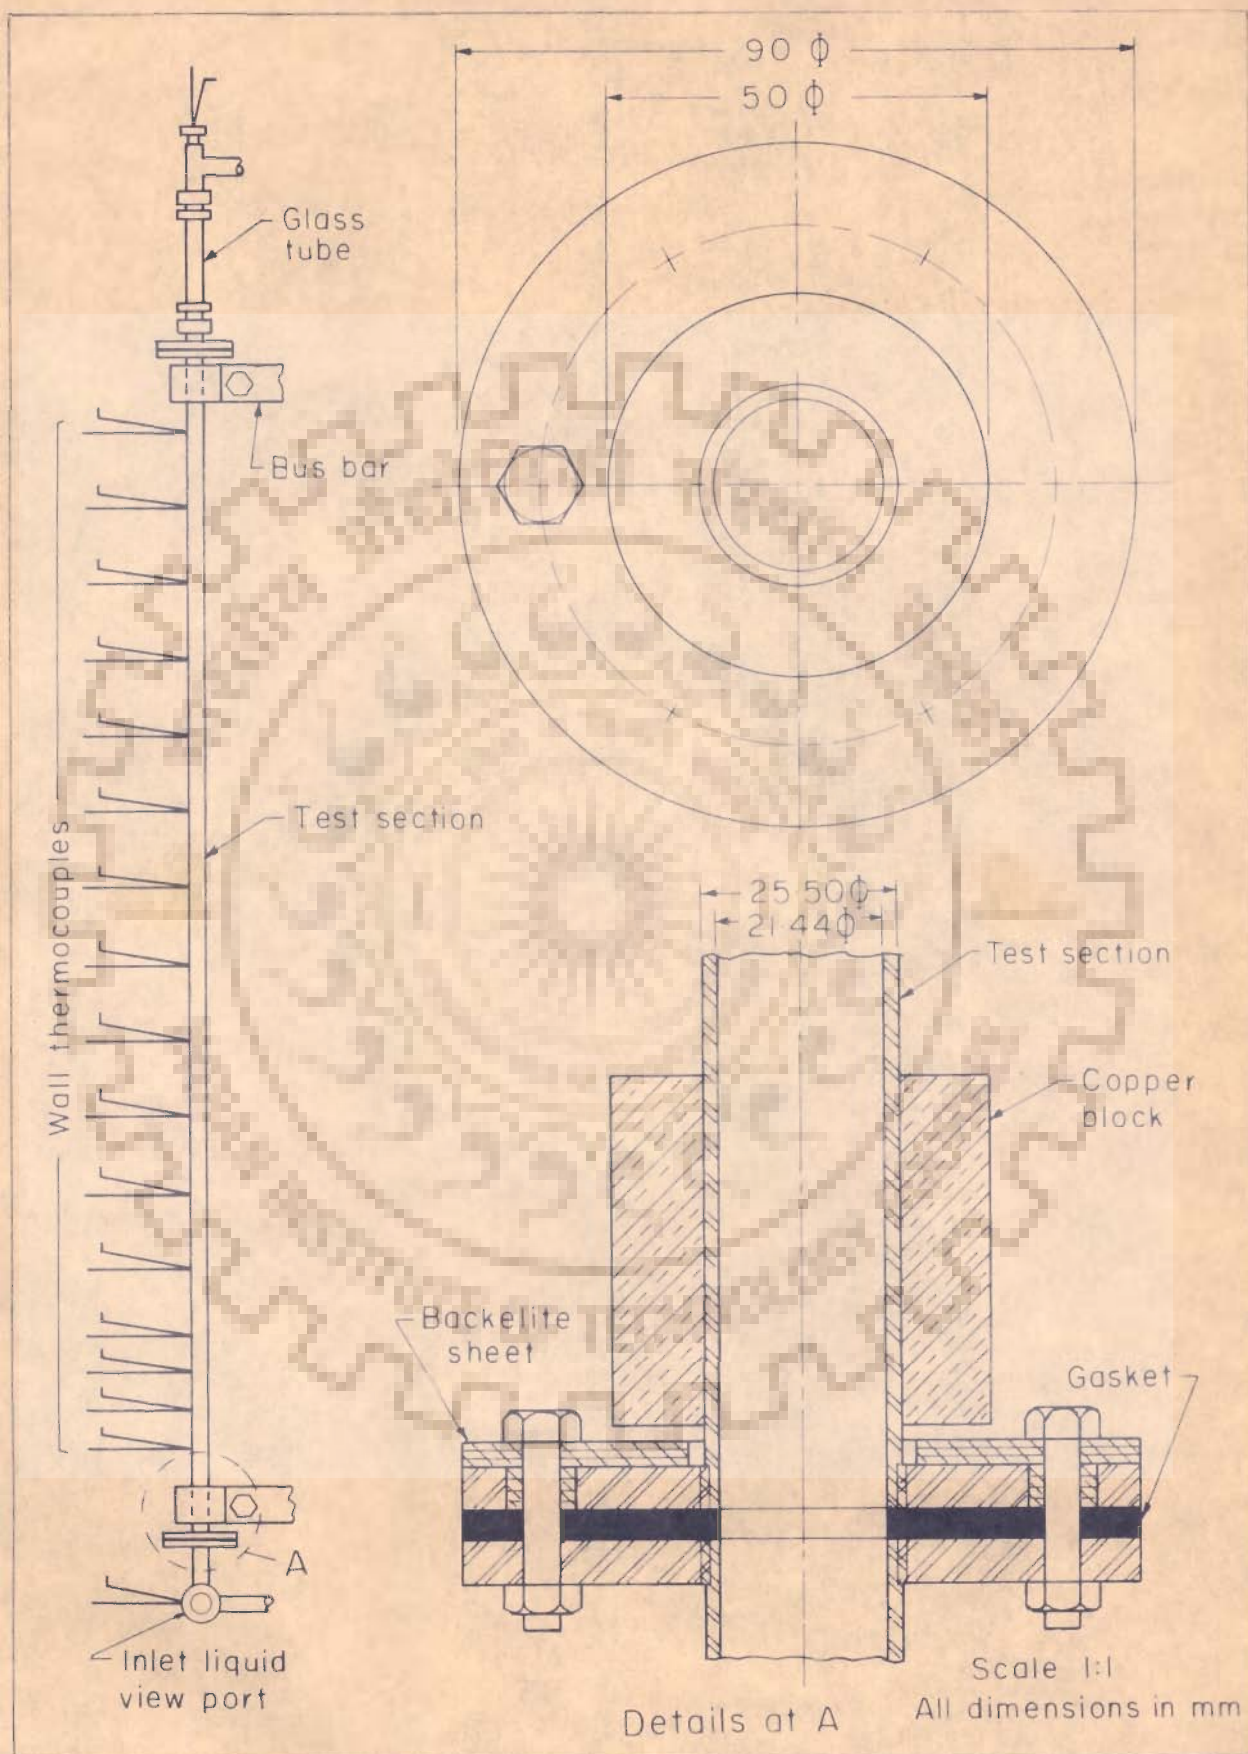 90 ϕ
50 ϕ
Glass
tube
Bus bar
Test section
Wall thermocouples
25 50ϕ
21 44ϕ
Test section
Copper
block
Backelite
sheet
Gasket
A
Inlet liquid
view port
Scale 1:1
All dimensions in mm
Details at A